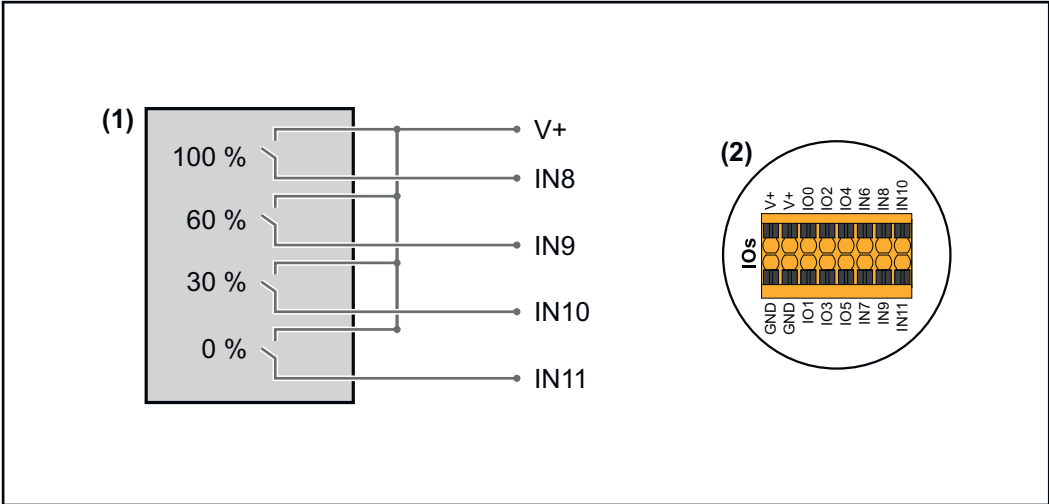 (1)
100 %
60 %
30 %
0 %
V+
IN8
IN9
IN10
IN11
(2)
IOs
V+
V+
IO0
IO2
IO4
IN6
IN8
IN10
GND
GND
IO1
IO3
IO5
IN7
IN9
IN11